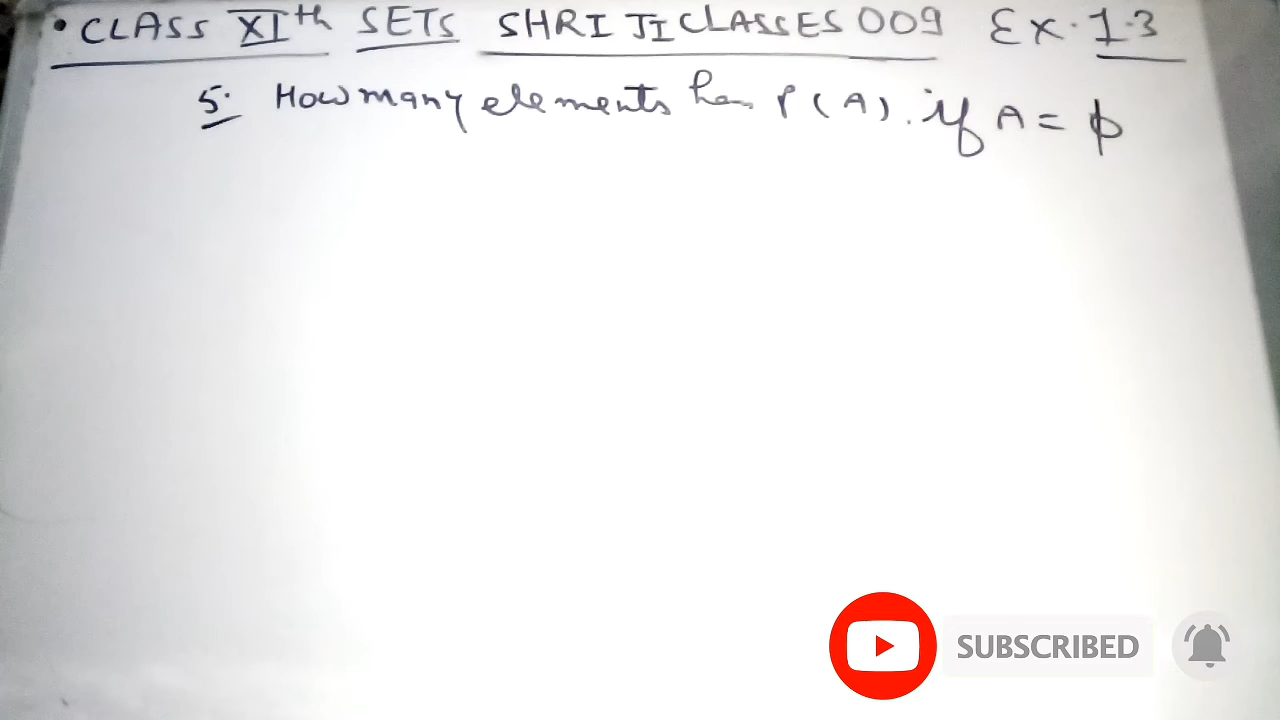 • CLASS XIth SETS SHRI JI CLASSES 009 Ex. 1.3
5. How many elements has P(A). if A = ϕ
SUBSCRIBED